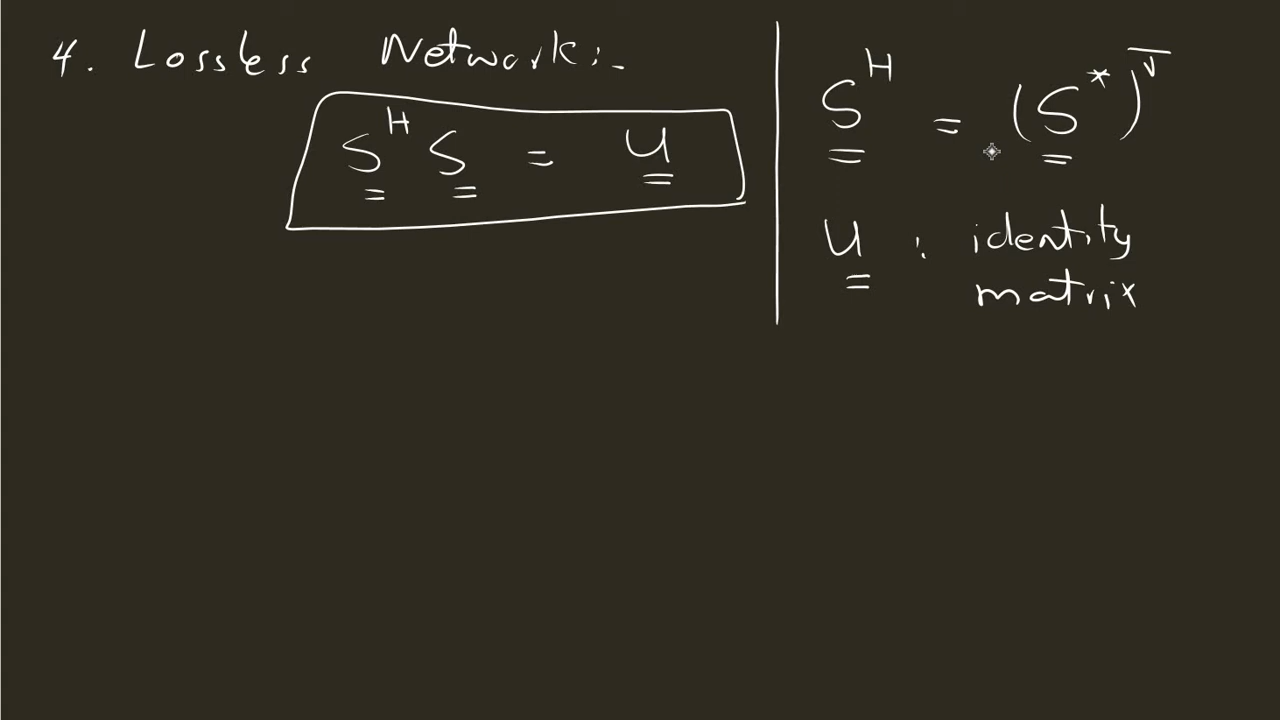 4. Lossless Network:-
S^H S = U
S^H = (S^*)^T
U : identity
matrix